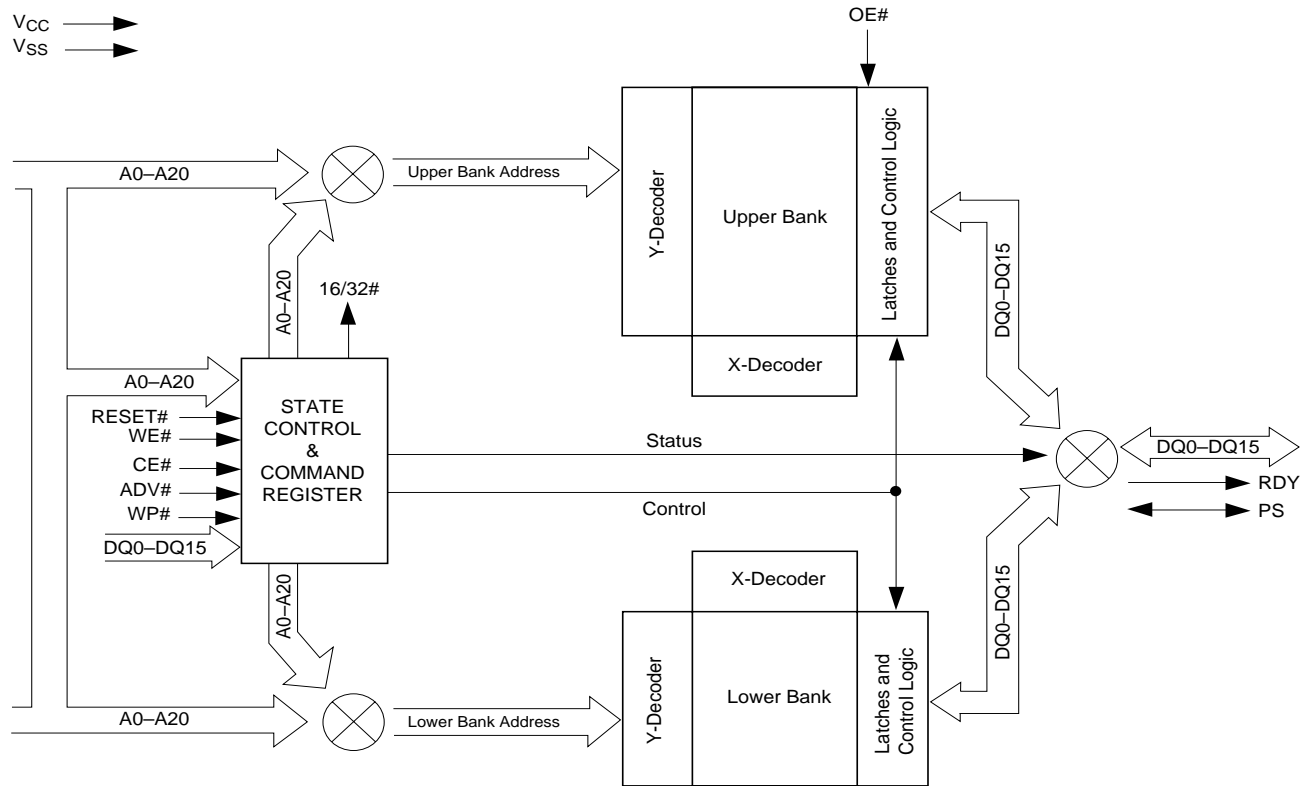 VCC
VSS
OE#
A0–A20
Upper Bank Address
Y-Decoder
Upper Bank
Latches and Control Logic
X-Decoder
A0–A20
16/32#
DQ0–DQ15
A0–A20
RESET#
WE#
CE#
ADV#
WP#
DQ0–DQ15
STATE
CONTROL
&
COMMAND
REGISTER
Status
Control
DQ0–DQ15
RDY
PS
A0–A20
X-Decoder
Y-Decoder
Lower Bank
Latches and
Control Logic
DQ0–DQ15
A0–A20
Lower Bank Address